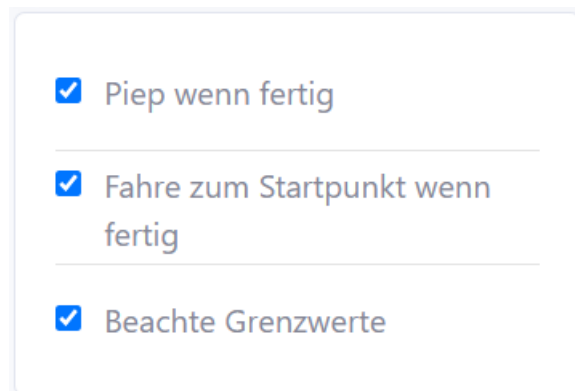 Piep wenn fertig
Fahre zum Startpunkt wenn
fertig
Beachte Grenzwerte